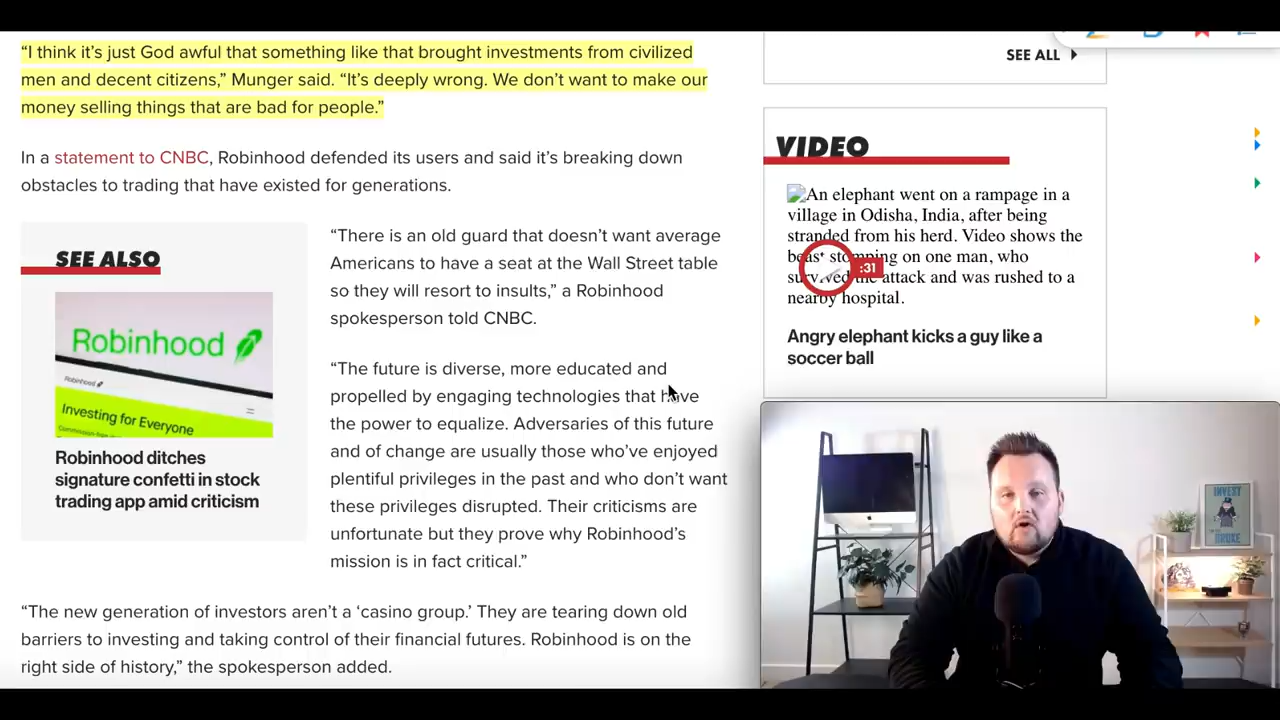 “I think it’s just God awful that something like that brought investments from civilized
men and decent citizens,” Munger said. “It’s deeply wrong. We don’t want to make our
money selling things that are bad for people.”
In a statement to CNBC, Robinhood defended its users and said it’s breaking down
obstacles to trading that have existed for generations.
SEE ALSO
Robinhood
Robinhood
Investing for Everyone
Robinhood ditches
signature confetti in stock
trading app amid criticism
“There is an old guard that doesn’t want average
Americans to have a seat at the Wall Street table
so they will resort to insults,” a Robinhood
spokesperson told CNBC.
“The future is diverse, more educated and
propelled by engaging technologies that have
the power to equalize. Adversaries of this future
and of change are usually those who’ve enjoyed
plentiful privileges in the past and who don’t want
these privileges disrupted. Their criticisms are
unfortunate but they prove why Robinhood’s
mission is in fact critical.”
“The new generation of investors aren’t a ‘casino group.’ They are tearing down old
barriers to investing and taking control of their financial futures. Robinhood is on the
right side of history,” the spokesperson added.
SEE ALL
VIDEO
An elephant went on a rampage in a
village in Odisha, India, after being
stranded from his herd. Video shows the
beast stomping on one man, who
survived the attack and was rushed to a
nearby hospital.
:31
Angry elephant kicks a guy like a
soccer ball
INVEST
BROKE